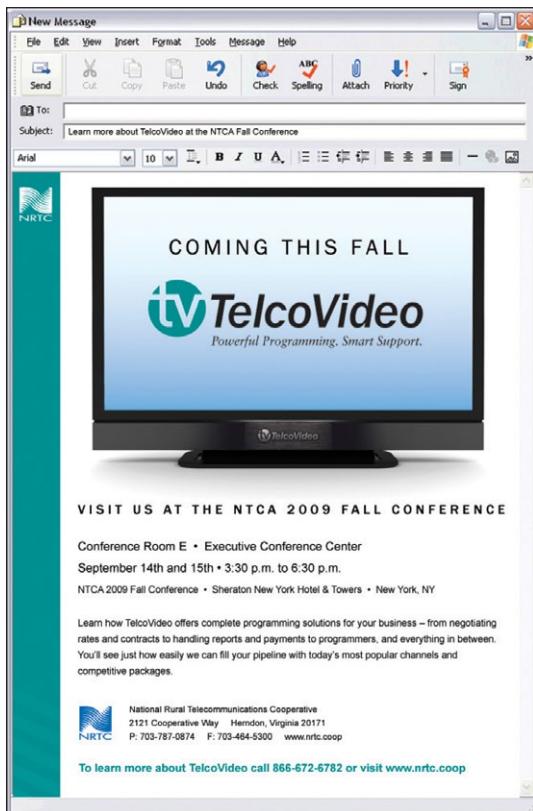 New Message
File Edit View Insert Format Tools Message Help
Send Cut Copy Paste Undo Check Spelling Attach Priority Sign
To:
Subject: Learn more about TelcoVideo at the NTCA Fall Conference
Arial 10 B I U A
NRTC
COMING THIS FALL
tv TelcoVideo
Powerful Programming. Smart Support.
tv TelcoVideo
VISIT US AT THE NTCA 2009 FALL CONFERENCE
Conference Room E • Executive Conference Center
September 14th and 15th • 3:30 p.m. to 6:30 p.m.
NTCA 2009 Fall Conference • Sheraton New York Hotel & Towers • New York, NY
Learn how TelcoVideo offers complete programming solutions for your business – from negotiating
rates and contracts to handling reports and payments to programmers, and everything in between.
You'll see just how easily we can fill your pipeline with today's most popular channels and
competitive packages.
NRTC
National Rural Telecommunications Cooperative
2121 Cooperative Way Herndon, Virginia 20171
P: 703-787-0874 F: 703-464-5300 www.nrtc.coop
To learn more about TelcoVideo call 866-672-6782 or visit www.nrtc.coop